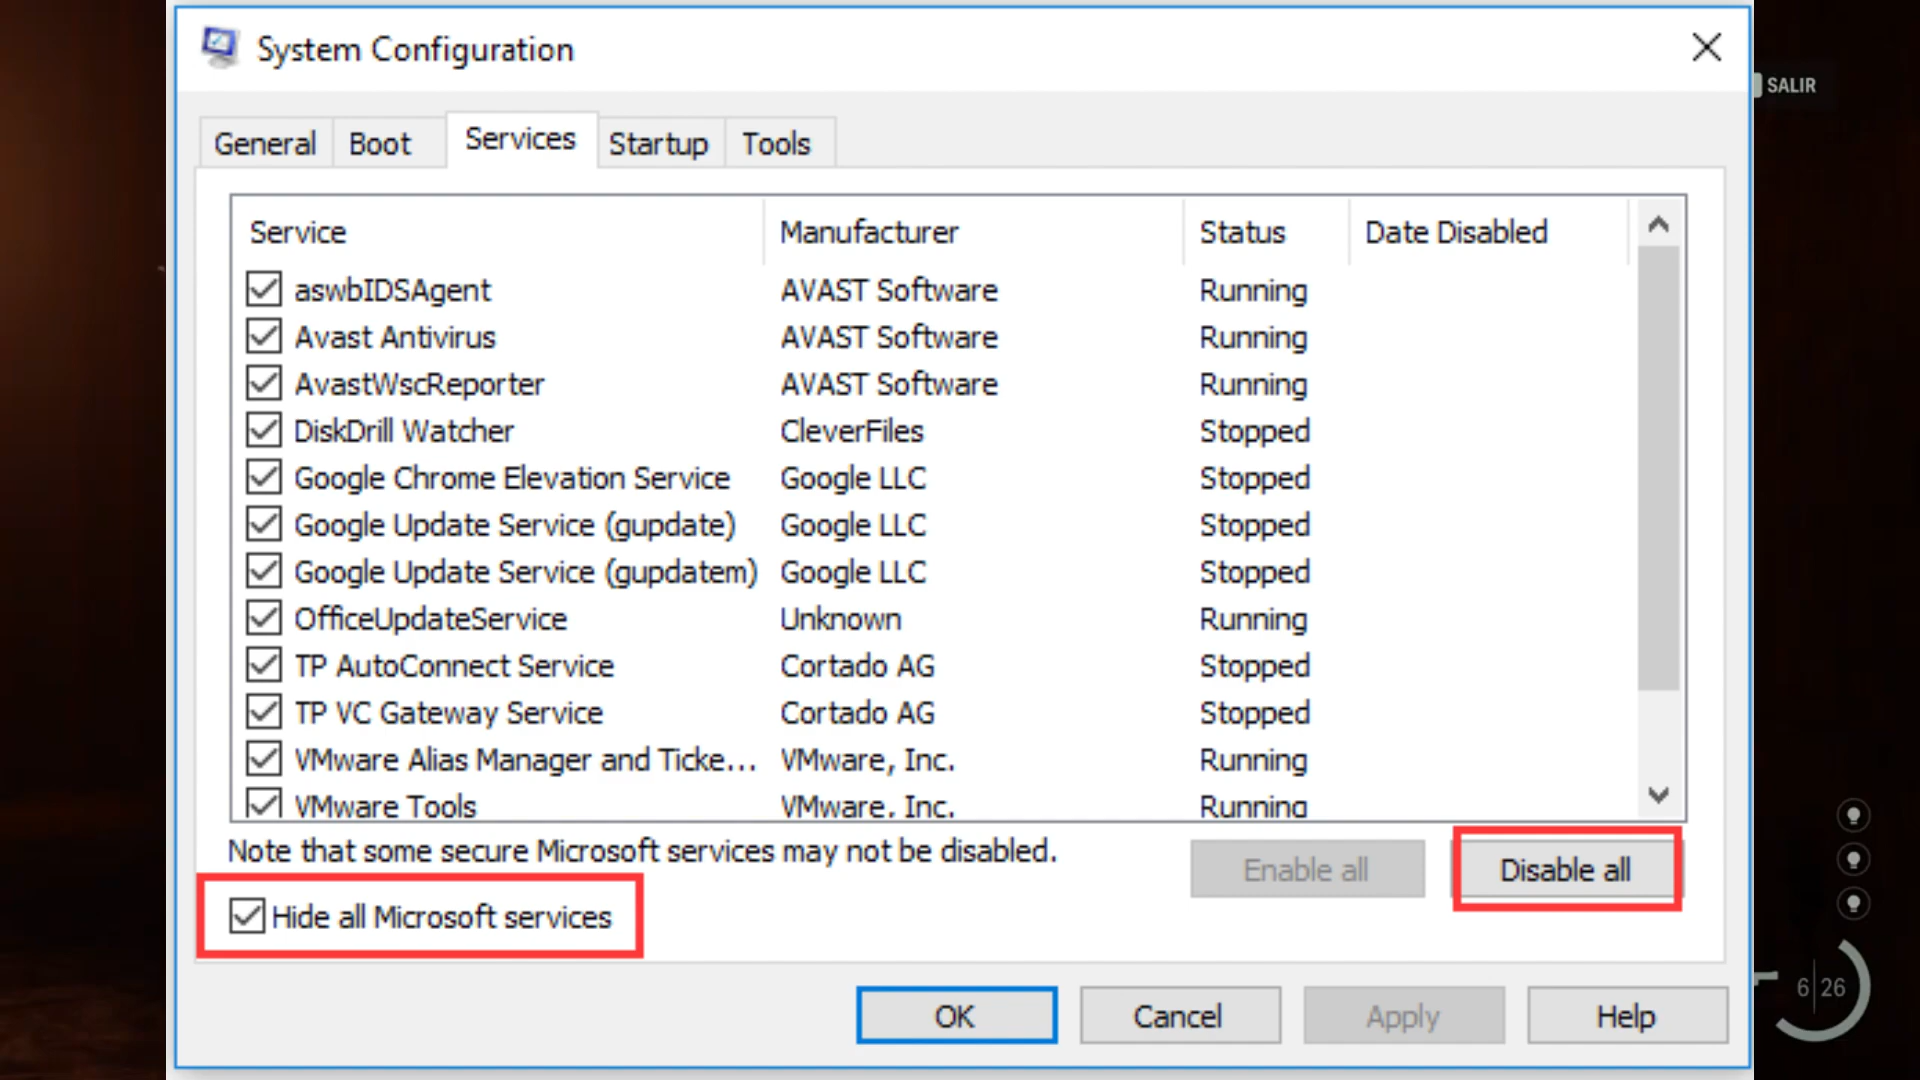 System Configuration
SALIR
General Boot Services Startup Tools
Service Manufacturer Status Date Disabled
aswbIDSAgent AVAST Software Running
Avast Antivirus AVAST Software Running
AvastWscReporter AVAST Software Running
DiskDrill Watcher CleverFiles Stopped
Google Chrome Elevation Service Google LLC Stopped
Google Update Service (gupdate) Google LLC Stopped
Google Update Service (gupdatem) Google LLC Stopped
OfficeUpdateService Unknown Running
TP AutoConnect Service Cortado AG Stopped
TP VC Gateway Service Cortado AG Stopped
VMware Alias Manager and Ticke... VMware, Inc. Running
VMware Tools VMware, Inc. Running
Note that some secure Microsoft services may not be disabled.
Enable all Disable all
Hide all Microsoft services
6 26
OK Cancel Apply Help